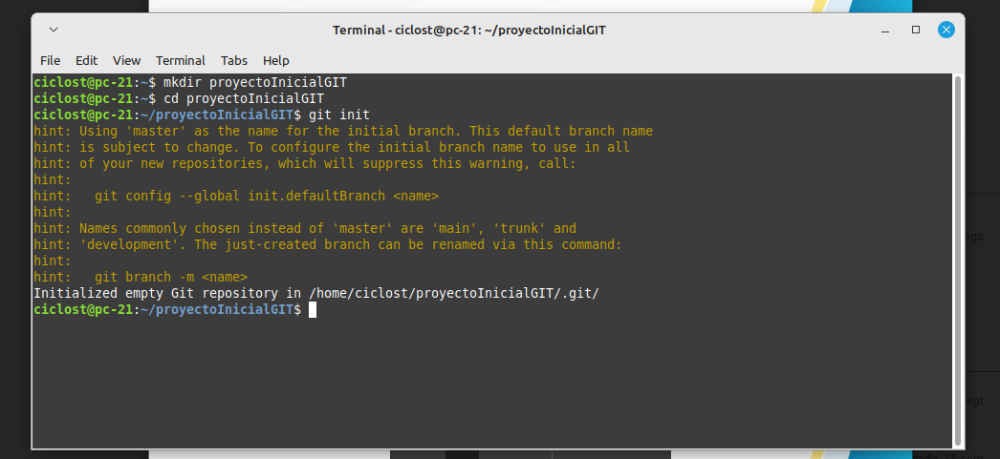 Terminal - ciclost@pc-21: ~/proyectoInicialGIT
File Edit View Terminal Tabs Help
ciclost@pc-21:~$ mkdir proyectoInicialGIT
ciclost@pc-21:~$ cd proyectoInicialGIT
ciclost@pc-21:~/proyectoInicialGIT$ git init
hint: Using 'master' as the name for the initial branch. This default branch name
hint: is subject to change. To configure the initial branch name to use in all
hint: of your new repositories, which will suppress this warning, call:
hint:
hint:   git config --global init.defaultBranch <name>
hint:
hint: Names commonly chosen instead of 'master' are 'main', 'trunk' and
hint: 'development'. The just-created branch can be renamed via this command:
hint:
hint:   git branch -m <name>
Initialized empty Git repository in /home/ciclost/proyectoInicialGIT/.git/
ciclost@pc-21:~/proyectoInicialGIT$